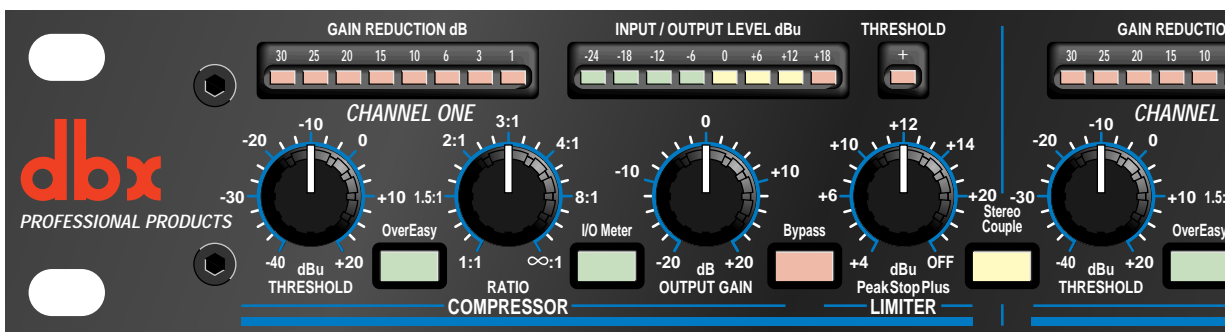 GAIN REDUCTION dB
30 25 20 15 10 6 3 1
INPUT / OUTPUT LEVEL dBu
-24 -18 -12 -6 0 +6 +12 +18
THRESHOLD
+
GAIN REDUCTIO
30 25 20 15 10
dbx
PROFESSIONAL PRODUCTS
CHANNEL ONE
-40 -30 -20 -10 0 +10 +20
dBu
THRESHOLD
OverEasy
1:1 1.5:1 2:1 3:1 4:1 8:1 ∞:1
RATIO
I/O Meter
-20 -10 0 +10 +20
dB
OUTPUT GAIN
Bypass
COMPRESSOR
+4 +6 +10 +12 +14 +20 OFF
dBu
PeakStopPlus
LIMITER
Stereo
Couple
CHANNEL
-40 -30 -20 -10 0 +10 +20
dBu
THRESHOLD
1.5:
OverEasy